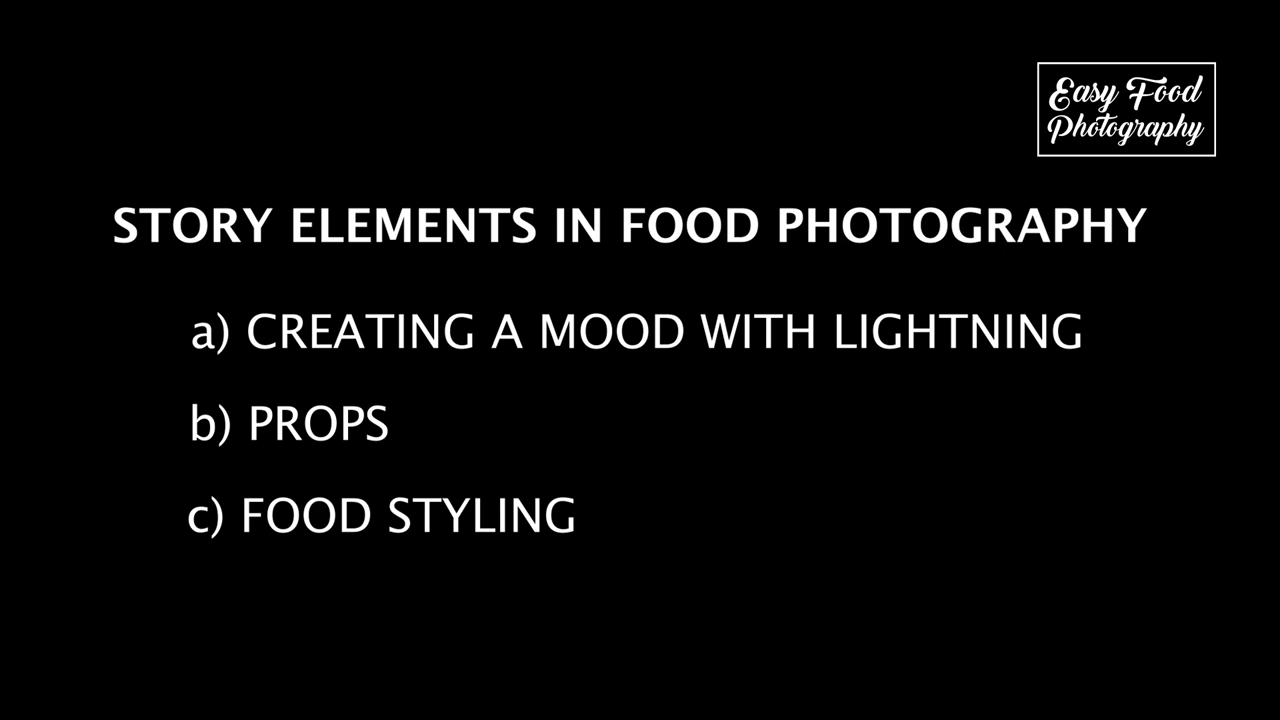 Easy Food
Photography
STORY ELEMENTS IN FOOD PHOTOGRAPHY
a) CREATING A MOOD WITH LIGHTNING
b) PROPS
c) FOOD STYLING